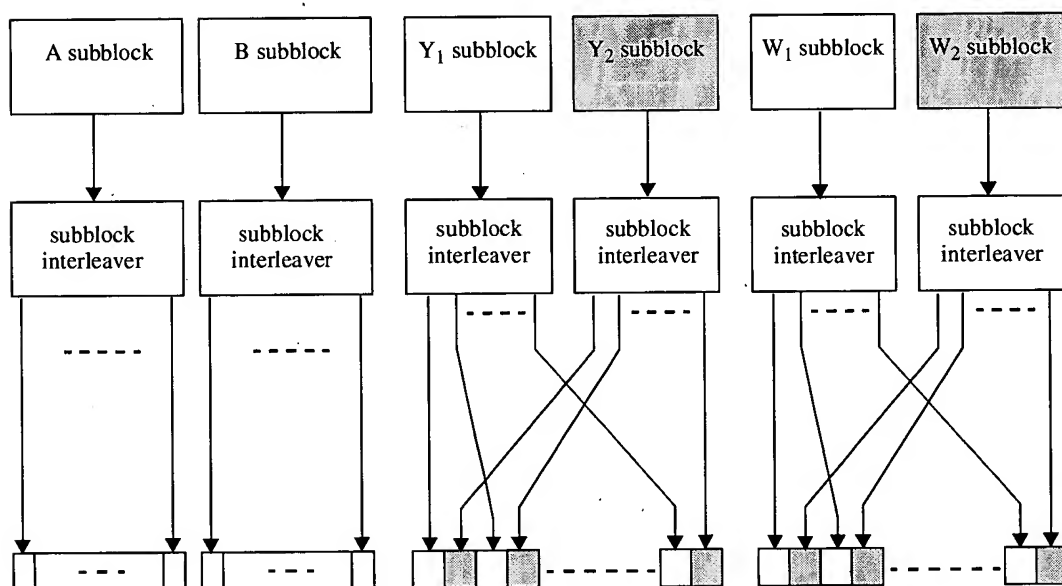 A subblock
B subblock
Y₁ subblock
Y₂ subblock
W₁ subblock
W₂ subblock
subblock
interleaver
subblock
interleaver
subblock
interleaver
subblock
interleaver
subblock
interleaver
subblock
interleaver